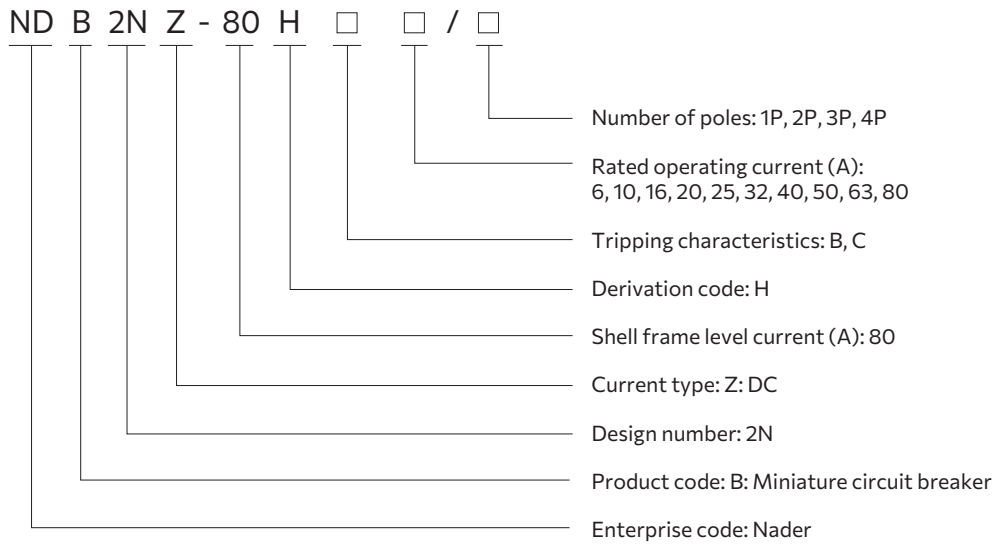 ND B 2N Z - 80 H □ □ / □
Number of poles: 1P, 2P, 3P, 4P
Rated operating current (A):
6, 10, 16, 20, 25, 32, 40, 50, 63, 80
Tripping characteristics: B, C
Derivation code: H
Shell frame level current (A): 80
Current type: Z: DC
Design number: 2N
Product code: B: Miniature circuit breaker
Enterprise code: Nader